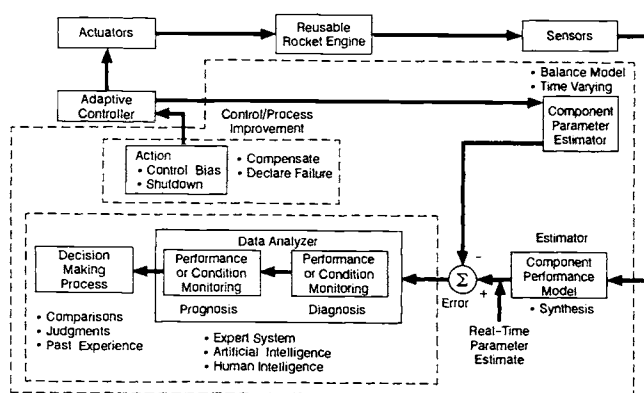 Actuators
Reusable
Rocket Engine
Sensors
• Balance Model
• Time Varying
Adaptive
Controller
Control/Process
Improvement
Component
Parameter
Estimator
Action
• Control Bias
• Shutdown
• Compensate
• Declare Failure
Data Analyzer
Estimator
Decision
Making
Process
Performance
or Condition
Monitoring
Performance
or Condition
Monitoring
−
Σ
+
Error
Component
Performance
Model
Prognosis
Diagnosis
• Synthesis
• Comparisons
• Judgments
• Past Experience
• Expert System
• Artificial Intelligence
• Human Intelligence
Real-Time
Parameter
Estimate